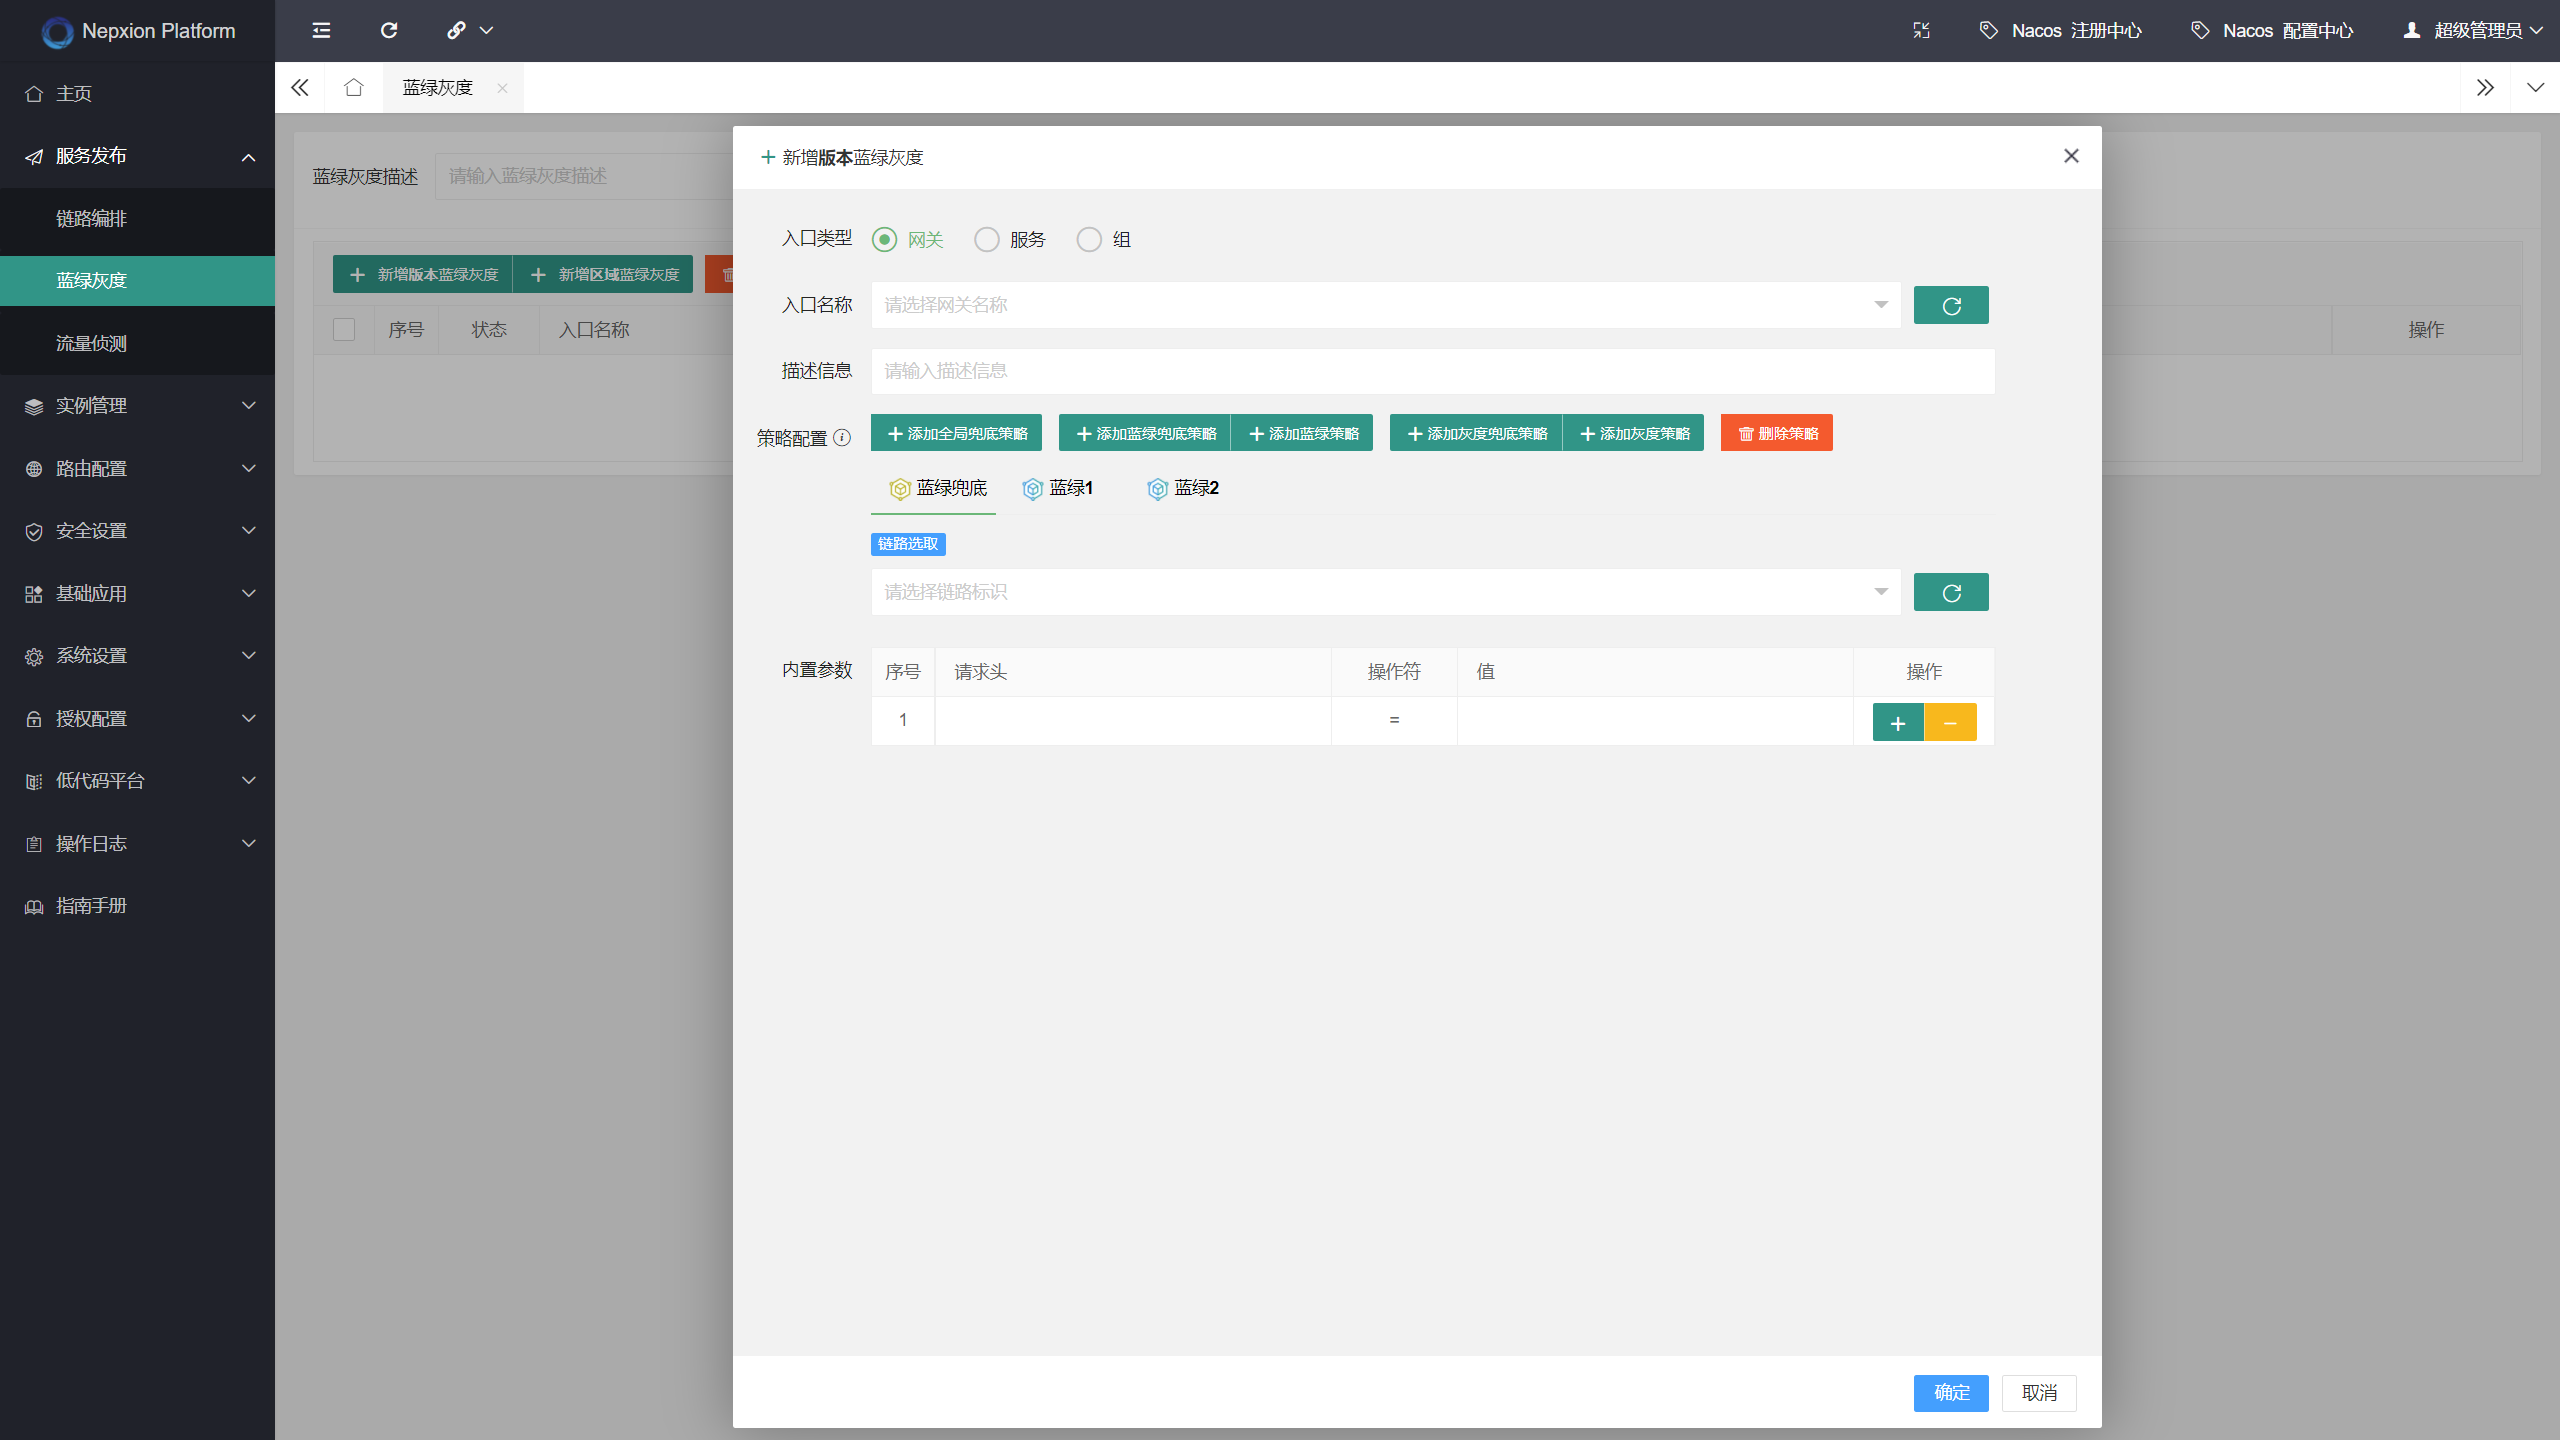 Nepxion Platform
Nacos 注册中心
Nacos 配置中心
超级管理员
主页
服务发布
链路编排
蓝绿灰度
流量侦测
实例管理
路由配置
安全设置
基础应用
系统设置
授权配置
低代码平台
操作日志
指南手册
蓝绿灰度
蓝绿灰度描述 请输入蓝绿灰度描述
新增版本蓝绿灰度 新增区域蓝绿灰度
序号 状态 入口名称 操作
新增版本蓝绿灰度
入口类型 网关 服务 组
入口名称 请选择网关名称
描述信息 请输入描述信息
策略配置 添加全局兜底策略 添加蓝绿兜底策略 添加蓝绿策略 添加灰度兜底策略 添加灰度策略 删除策略
蓝绿兜底 蓝绿1 蓝绿2
链路选取
请选择链路标识
内置参数 序号 请求头 操作符 值 操作
1 =
确定 取消